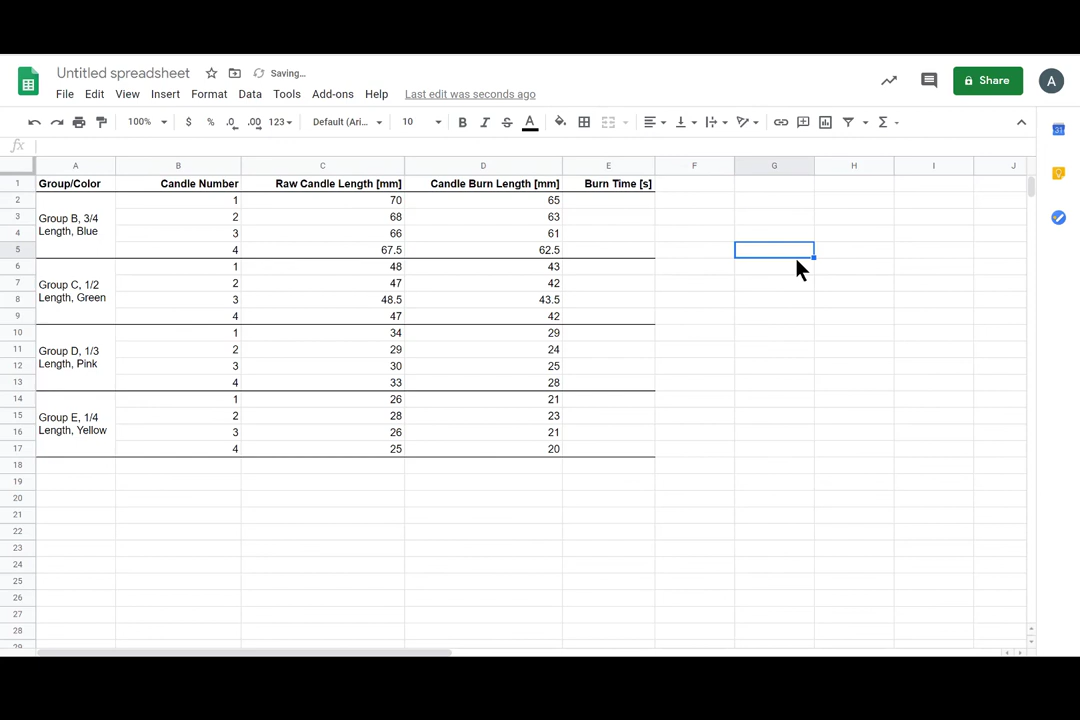 Untitled spreadsheet Saving...
File Edit View Insert Format Data Tools Add-ons Help Last edit was seconds ago
Share A
100% $ % .0 .00 123 Default (Ari... 10 B I S A
fx
A B C D E F G H I J
1 Group/Color Candle Number Raw Candle Length [mm] Candle Burn Length [mm] Burn Time [s]
2 1 70 65
Group B, 3/4
3 2 68 63
Length, Blue
4 3 66 61
5 4 67.5 62.5
6 1 48 43
Group C, 1/2
7 2 47 42
Length, Green
8 3 48.5 43.5
9 4 47 42
10 1 34 29
Group D, 1/3
11 2 29 24
Length, Pink
12 3 30 25
13 4 33 28
14 1 26 21
Group E, 1/4
15 2 28 23
Length, Yellow
16 3 26 21
17 4 25 20
18
19
20
21
22
23
24
25
26
27
28
29
31